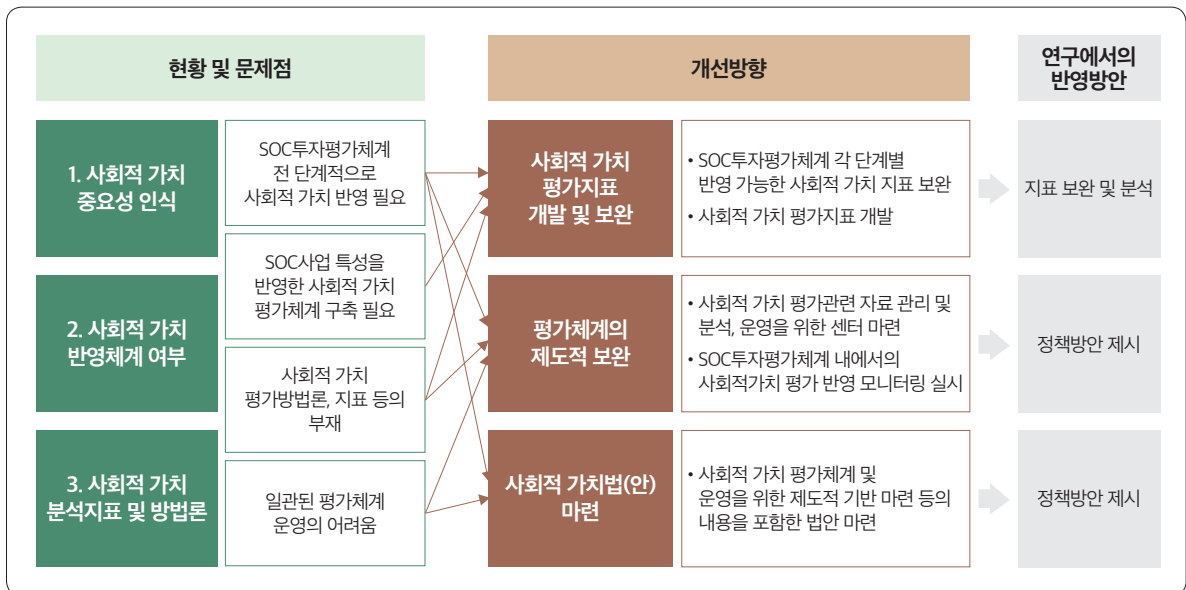 현황 및 문제점
개선방향
연구에서의
반영방안
1. 사회적 가치
중요성 인식
2. 사회적 가치
반영체계 여부
3. 사회적 가치
분석지표 및 방법론
SOC투자평가체계
전 단계적으로
사회적 가치 반영 필요
SOC사업 특성을
반영한 사회적 가치
평가체계 구축 필요
사회적 가치
평가방법론, 지표 등의
부재
일관된 평가체계
운영의 어려움
사회적 가치
평가지표
개발 및 보완
• SOC투자평가체계 각 단계별
반영 가능한 사회적 가치 지표 보완
• 사회적 가치 평가지표 개발
지표 보완 및 분석
평가체계의
제도적 보완
• 사회적 가치 평가관련 자료 관리 및
분석, 운영을 위한 센터 마련
• SOC투자평가체계 내에서의
사회적가치 평가 반영 모니터링 실시
정책방안 제시
사회적 가치법(안)
마련
• 사회적 가치 평가체계 및
운영을 위한 제도적 기반 마련 등의
내용을 포함한 법안 마련
정책방안 제시